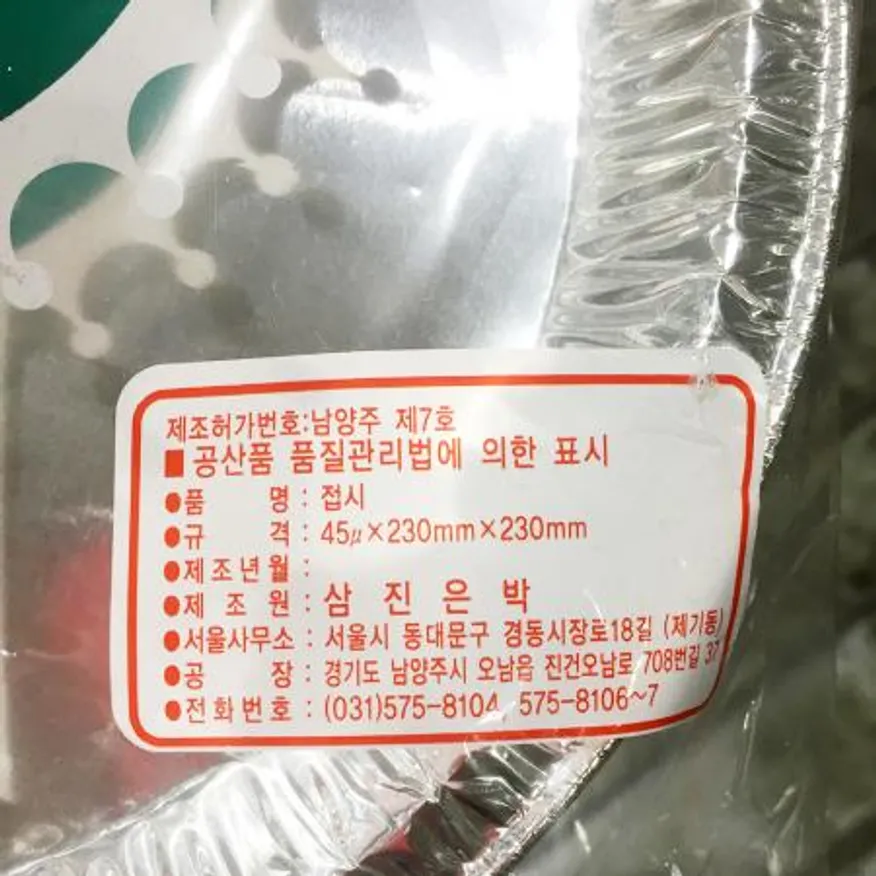 제조허가번호:남양주 제7호
■ 공산품 품질관리법에 의한 표시
●품 명 : 접시
●규 격 : 45μ×230mm×230mm
●제조년월 :
●제 조 원 : 삼 진 은 박
●서울사무소 : 서울시 동대문구 경동시장로18길 (제기동)
●공 장 : 경기도 남양주시 오남읍 진건오남로 708번길 37
●전화번호 : (031)575-8104, 575-8106~7